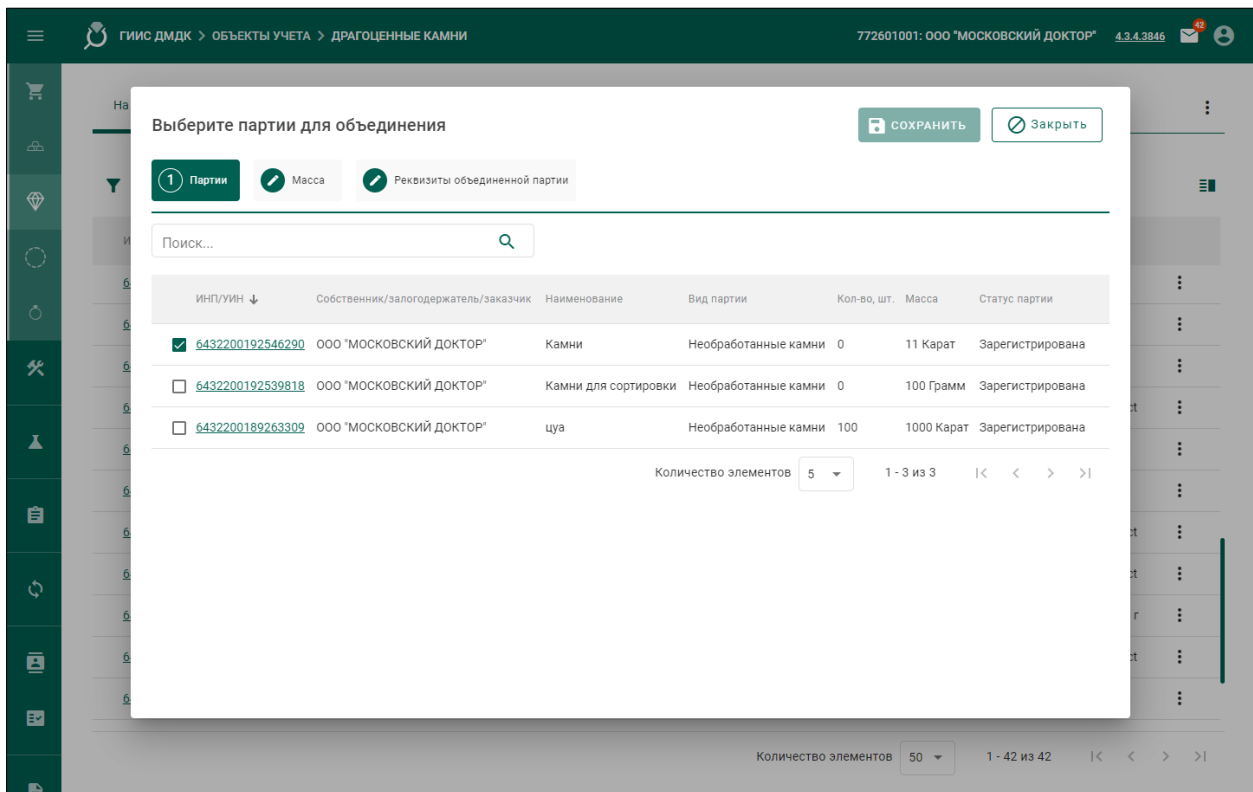 ГИИС ДМДК > ОБЪЕКТЫ УЧЕТА > ДРАГОЦЕННЫЕ КАМНИ 772601001: ООО "МОСКОВСКИЙ ДОКТОР" 4.3.4.3846 42
На
Выберите партии для объединения СОХРАНИТЬ Закрыть
1 Партии Масса Реквизиты объединенной партии
Поиск...
ИНП/УИН Собственник/залогодержатель/заказчик Наименование Вид партии Кол-во, шт. Масса Статус партии
6432200192546290 ООО "МОСКОВСКИЙ ДОКТОР" Камни Необработанные камни 0 11 Карат Зарегистрирована
6432200192539818 ООО "МОСКОВСКИЙ ДОКТОР" Камни для сортировки Необработанные камни 0 100 Грамм Зарегистрирована
6432200189263309 ООО "МОСКОВСКИЙ ДОКТОР" цуа Необработанные камни 100 1000 Карат Зарегистрирована
Количество элементов 5 1 - 3 из 3
Количество элементов 50 1 - 42 из 42